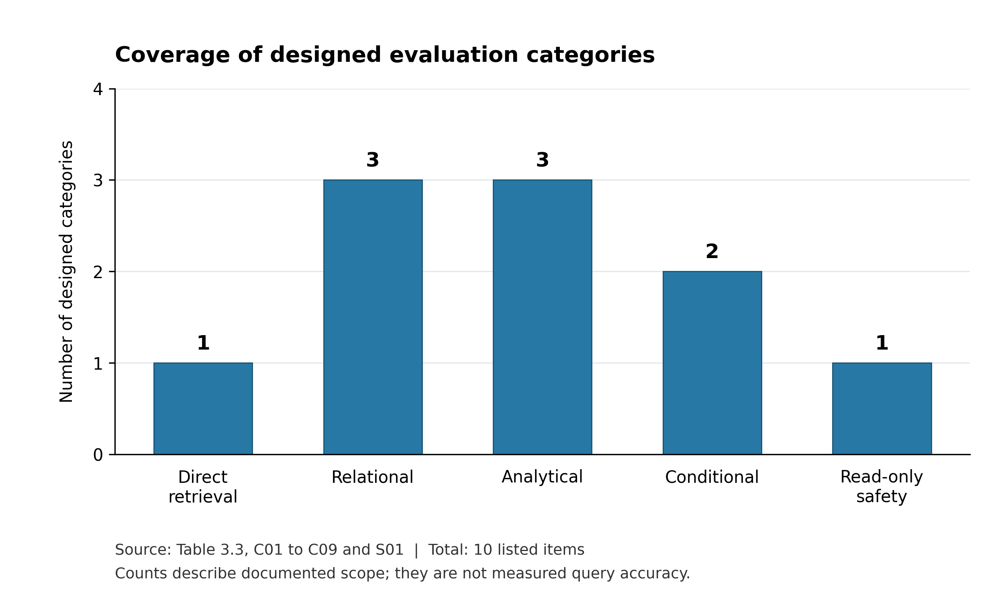 Coverage of designed evaluation categories
Number of designed categories
4
3
2
1
0
1
3
3
2
1
Direct
retrieval
Relational
Analytical
Conditional
Read-only
safety
Source: Table 3.3, C01 to C09 and S01 | Total: 10 listed items
Counts describe documented scope; they are not measured query accuracy.